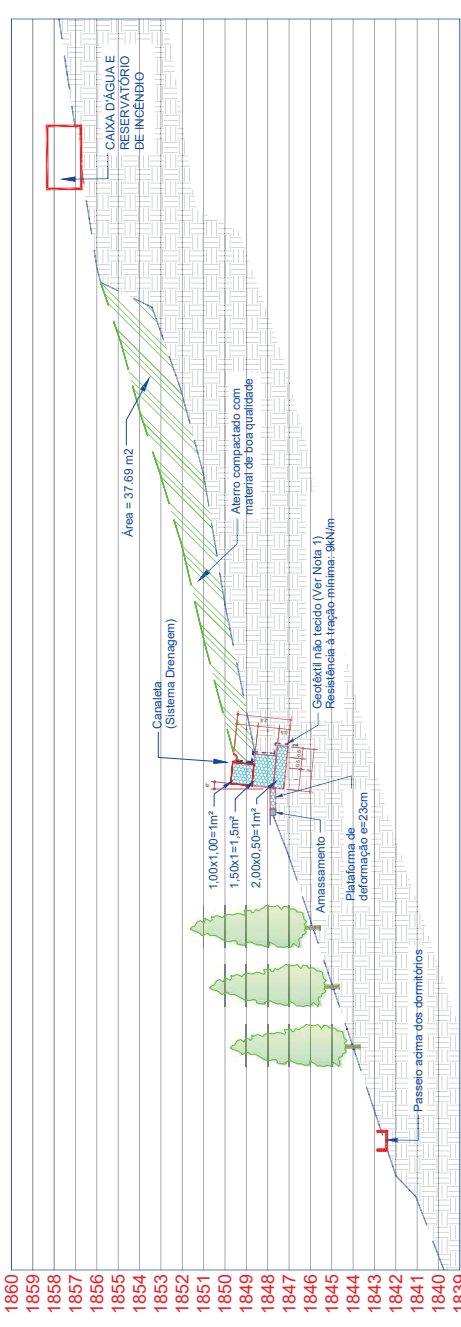 1860
1859
1858
1857
1856
1855
1854
1853
1852
1851
1850
1849
1848
1847
1846
1845
1844
1843
1842
1841
1840
1839
CAIXA D'ÁGUA E
RESERVATÓRIO
DE INCÊNDIO
Área = 37.69 m2
Aterro compactado com
material de boa qualidade
Canaleta
(Sistema Drenagem)
1,00x1,00=1m²
1,50x1=1,5m²
2,00x0,50=1m²
Geotêxtil não tecido (Ver Nota 1)
Resistência à tração mínima: 9kN/m
Amassamento
Plataforma de
deformação e=23cm
Passeio acima dos dormitórios